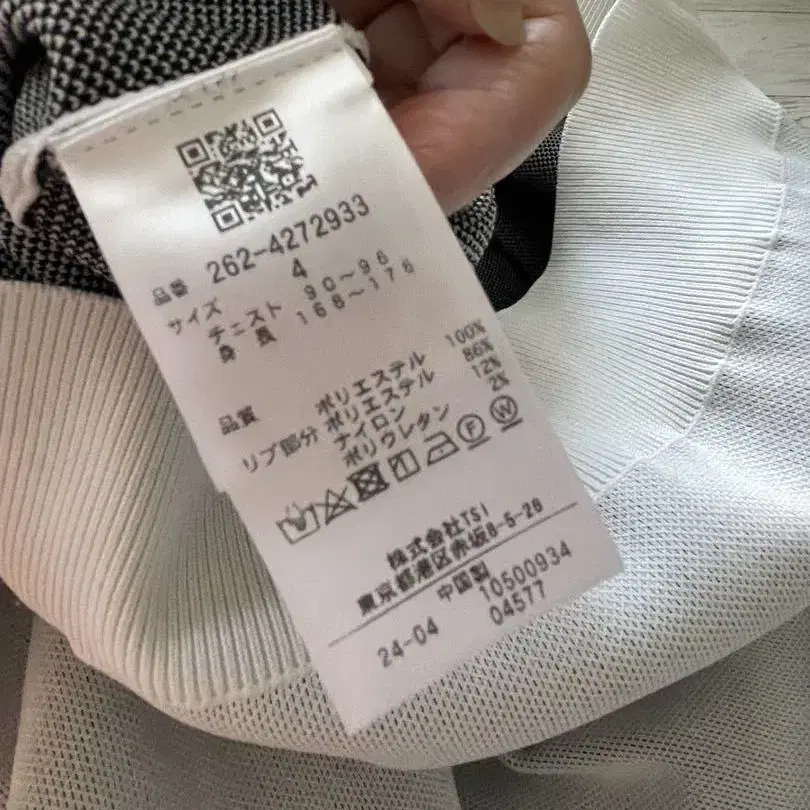 品番 262-4272933
サイズ 4
チェスト 90～96
身長 168～176
品質 ポリエステル 100%
リブ部分 ポリエステル 86%
ナイロン 12%
ポリウレタン 2%
F W
株式会社TSI
東京都港区赤坂8-5-28
中国製 10500934
24-04 04577